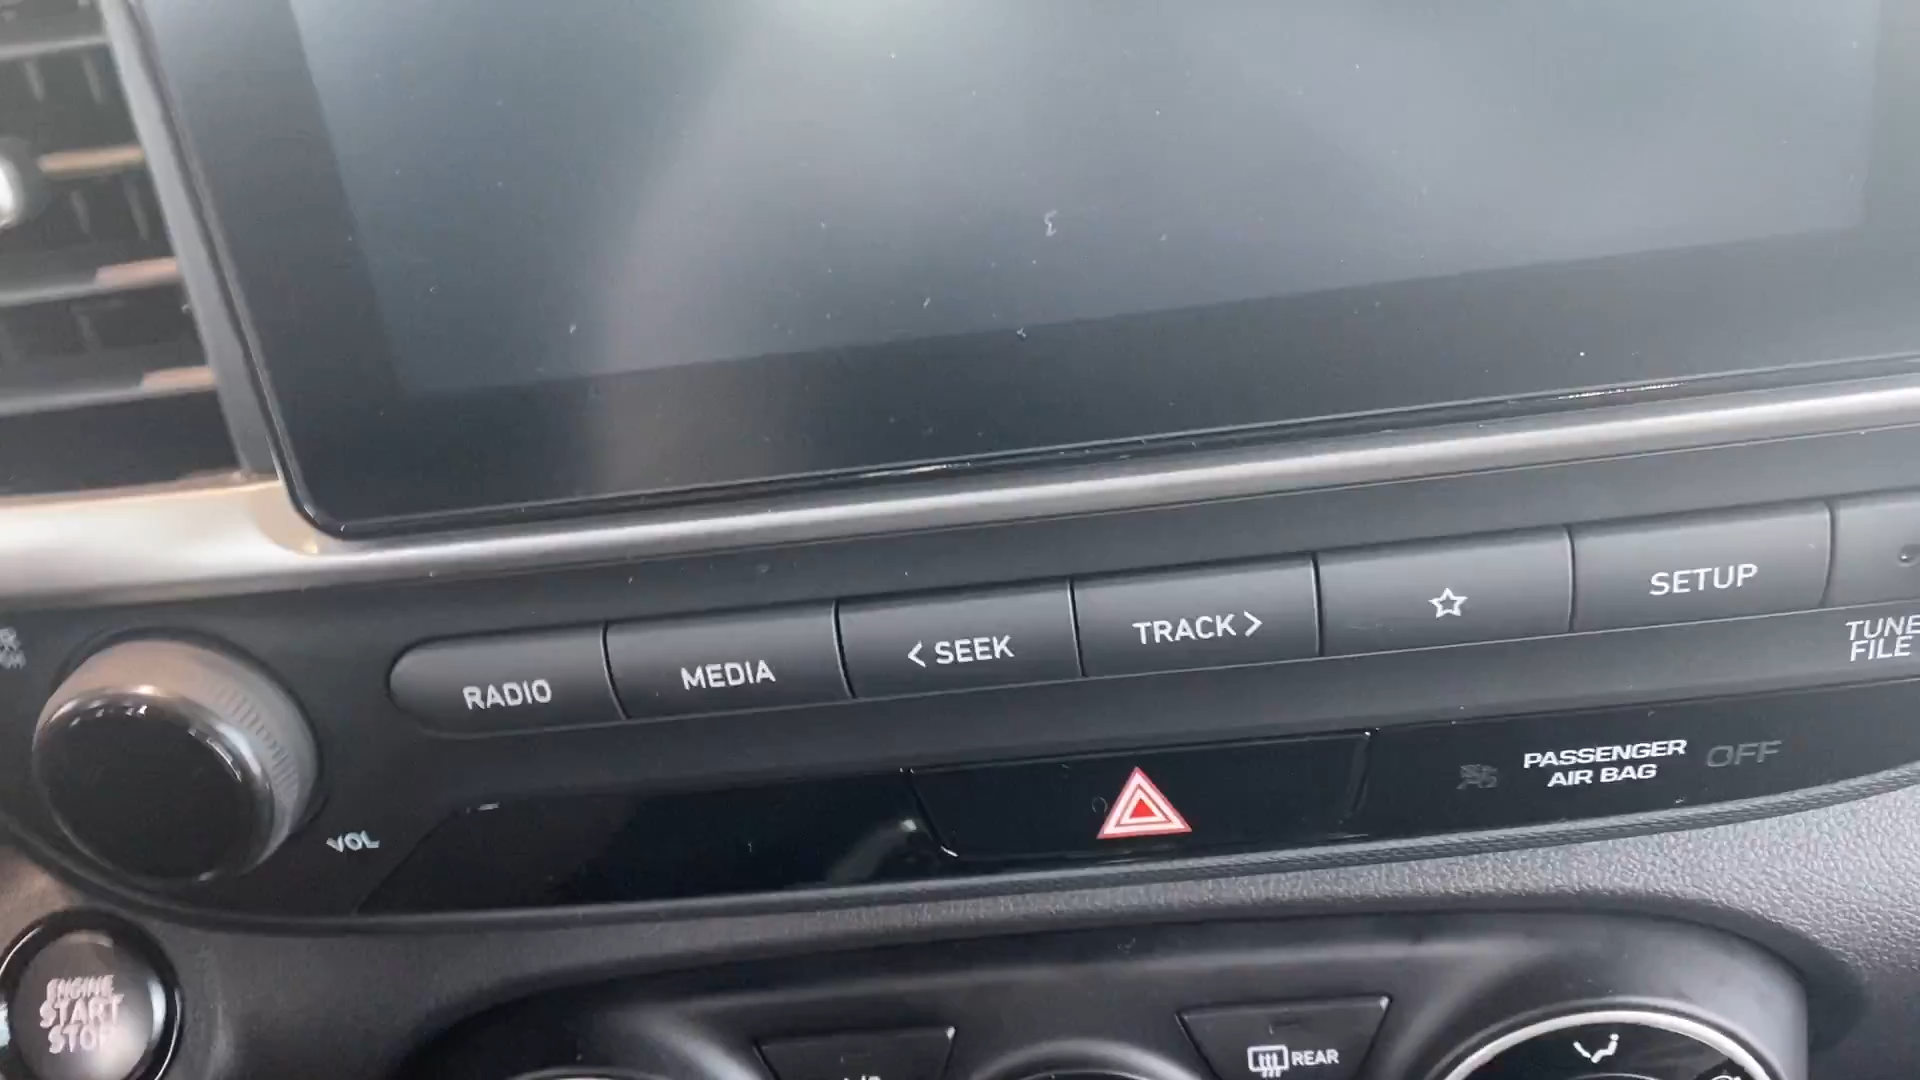 RADIO
MEDIA
< SEEK
TRACK >
SETUP
TUNE
FILE
VOL
PASSENGER
AIR BAG
OFF
ENGINE
START
STOP
REAR